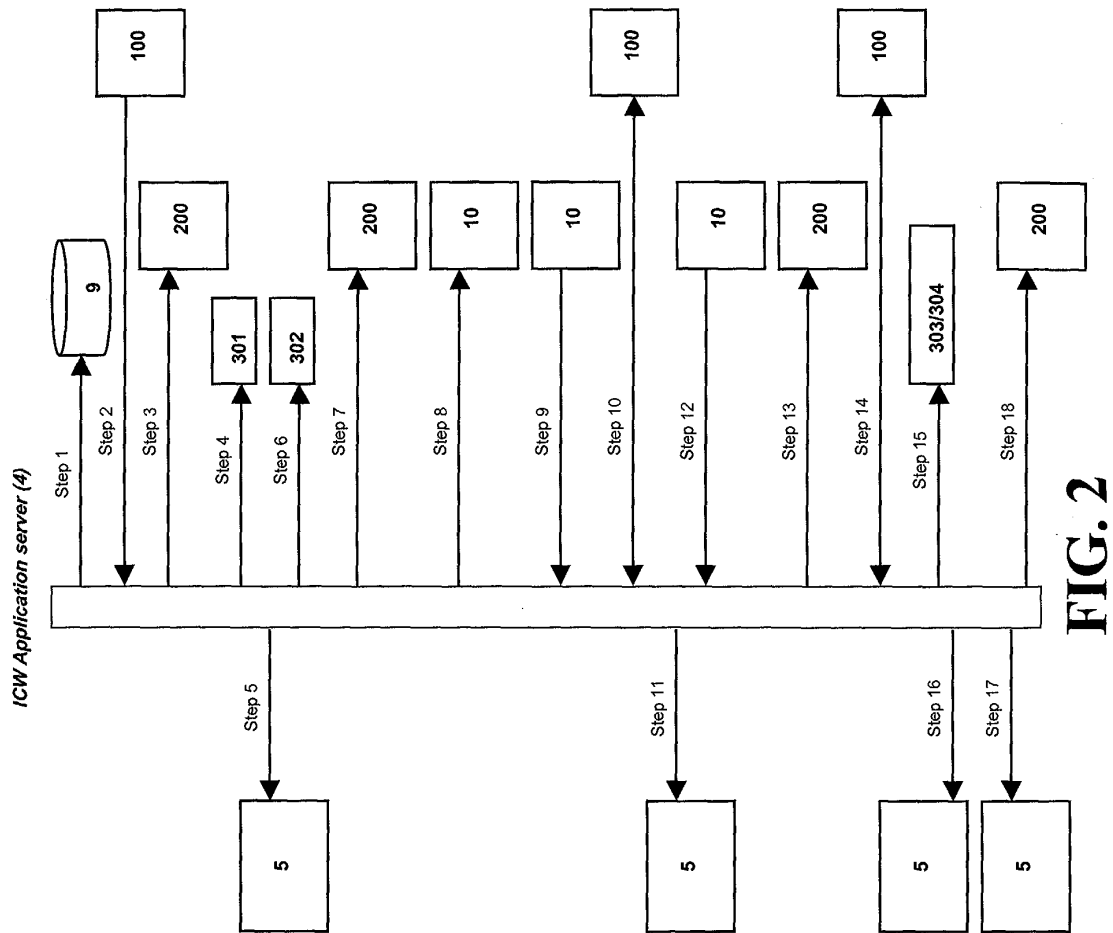 ICW Application server (4)
Step 1
9
Step 2
100
Step 3
200
Step 4
301
Step 5
5
Step 6
302
Step 7
200
Step 8
10
Step 9
10
Step 10
100
Step 11
5
Step 12
10
Step 13
200
Step 14
100
Step 15
303/304
Step 16
5
Step 17
5
Step 18
200
FIG. 2